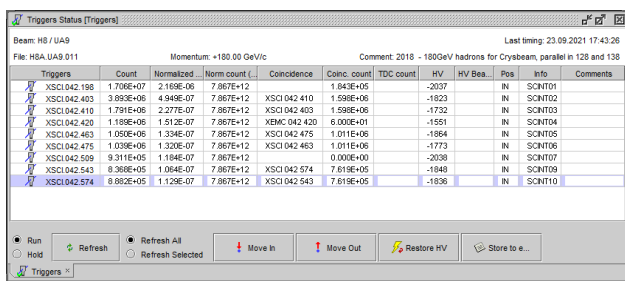 Triggers Status [Triggers]
Beam: H8 / UA9 Last timing: 23.09.2021 17:43:26
File: H8A.UA9.011 Momentum: +180.00 GeV/c Comment: 2018 - 180GeV hadrons for Crysbeam, parallel in 128 and 138
Triggers Count Normalized ... Norm count (... Coincidence Coinc. count TDC count HV HV Bea... Pos Info Comments
XSCI.042.198 1.706E+07 2.169E-06 7.867E+12 1.843E+05 -2037 IN SCINT01
XSCI.042.403 3.893E+06 4.949E-07 7.867E+12 XSCI 042 410 1.598E+06 -1823 IN SCINT02
XSCI.042.410 1.791E+06 2.277E-07 7.867E+12 XSCI 042 403 1.598E+06 -1732 IN SCINT03
XSCI.042.420 1.189E+06 1.512E-07 7.867E+12 XEMC 042 420 6.000E+01 -1551 IN SCINT04
XSCI.042.463 1.050E+06 1.334E-07 7.867E+12 XSCI 042 475 1.011E+06 -1864 IN SCINT05
XSCI.042.475 1.039E+06 1.320E-07 7.867E+12 XSCI 042 463 1.011E+06 -1773 IN SCINT06
XSCI.042.509 9.311E+05 1.184E-07 7.867E+12 0.000E+00 -2038 IN SCINT07
XSCI.042.543 8.368E+05 1.064E-07 7.867E+12 XSCI 042 574 7.619E+05 -1848 IN SCINT09
XSCI.042.574 8.882E+05 1.129E-07 7.867E+12 XSCI 042 543 7.619E+05 -1836 IN SCINT10
Run Refresh All
Hold Refresh Refresh Selected Move In Move Out Restore HV Store to e...
Triggers